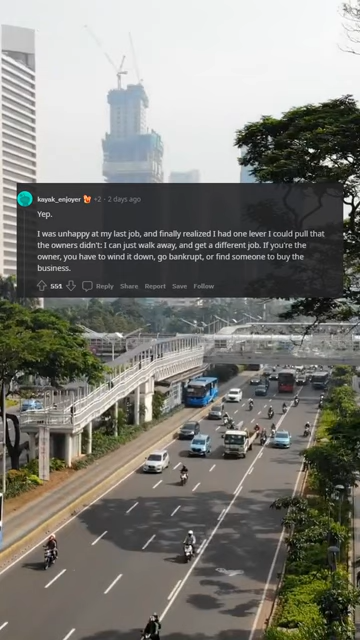 kayak_enjoyer +2 · 2 days ago
Yep.
I was unhappy at my last job, and finally realized I had one lever I could pull that
the owners didn't: I can just walk away, and get a different job. If you're the
owner, you have to wind it down, go bankrupt, or find someone to buy the
business.
551 Reply Share Report Save Follow